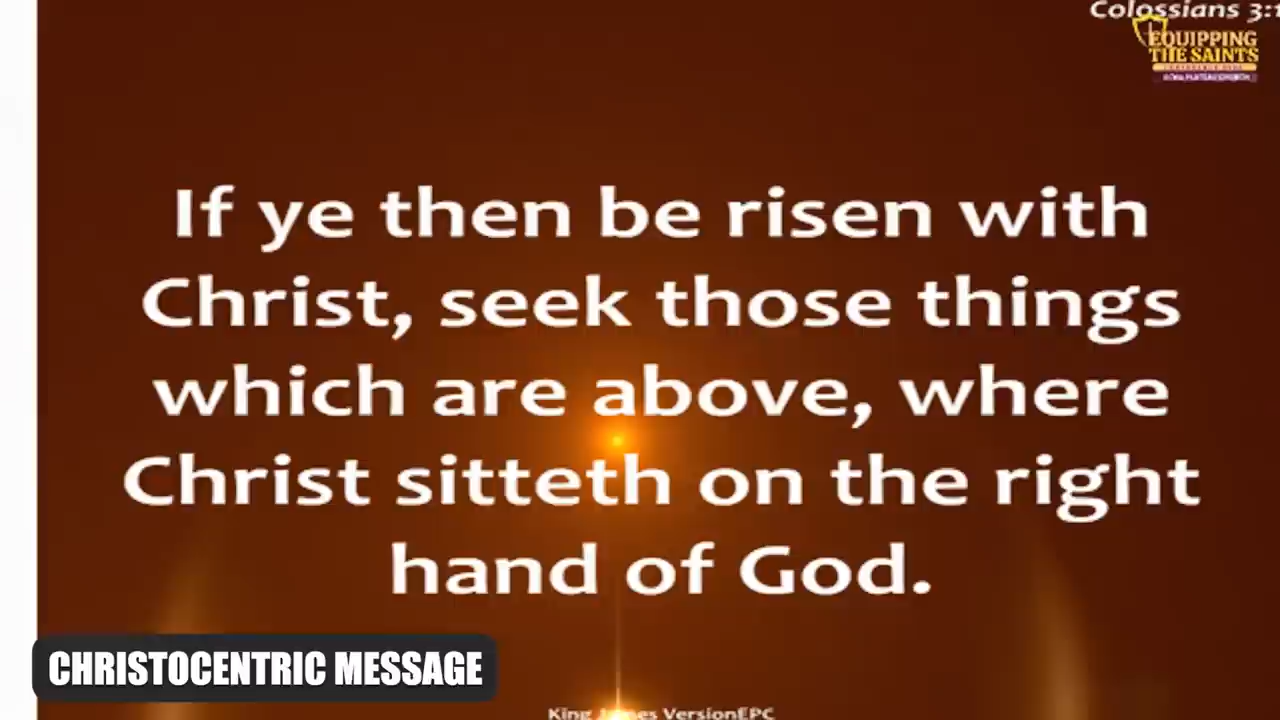 Colossians 3:1
EQUIPPING
THE SAINTS
If ye then be risen with
Christ, seek those things
which are above, where
Christ sitteth on the right
hand of God.
CHRISTOCENTRIC MESSAGE
King James VersionEPC